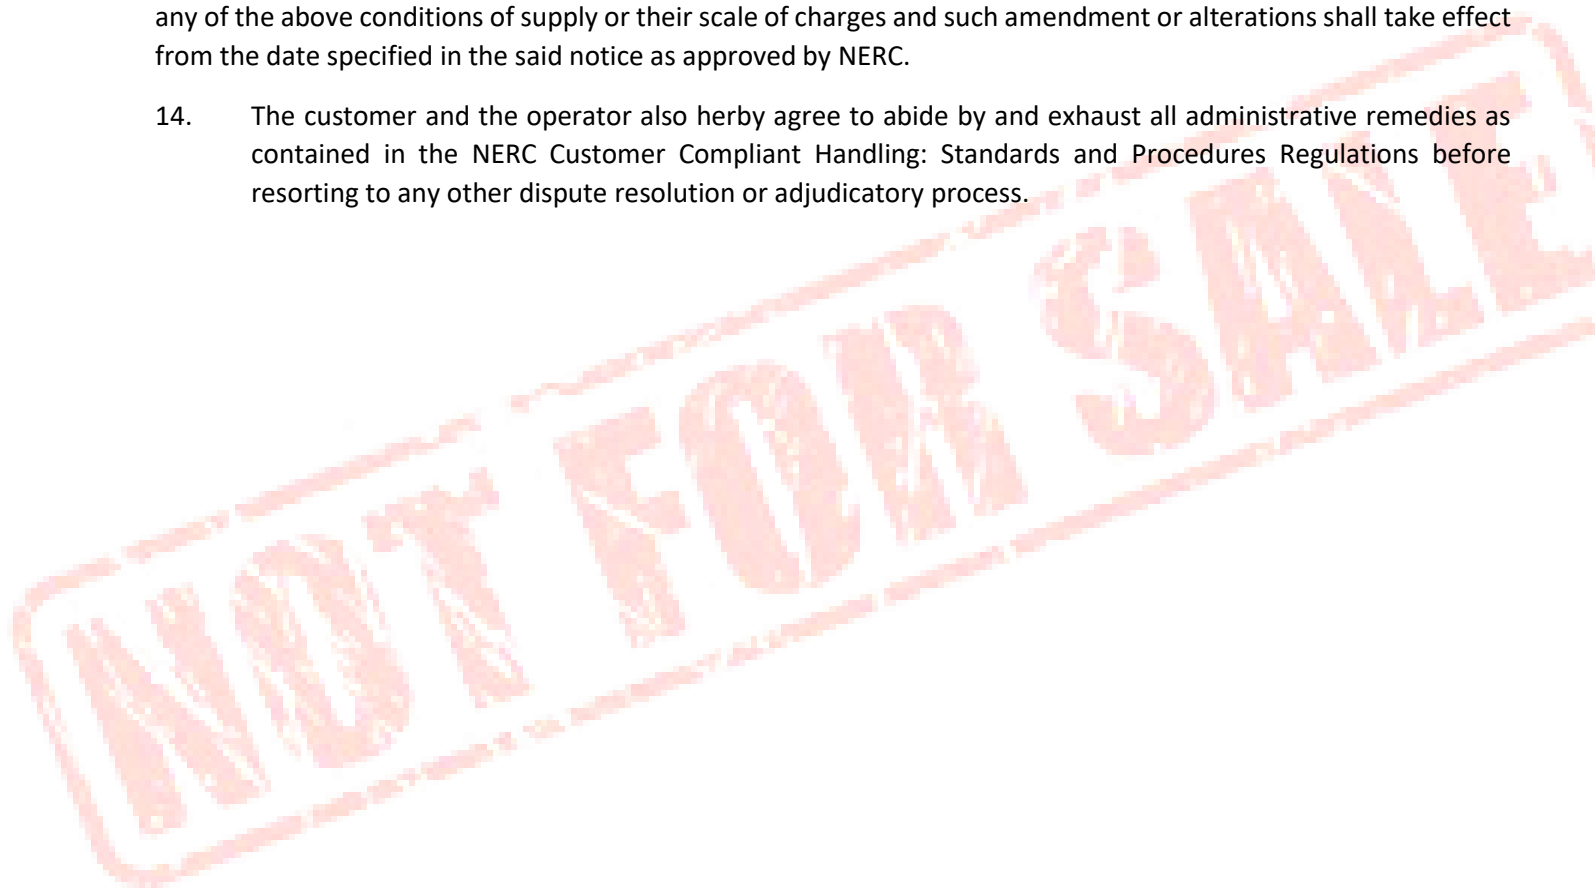 any of the above conditions of supply or their scale of charges and such amendment or alterations shall take effect
from the date specified in the said notice as approved by NERC.
14. The customer and the operator also herby agree to abide by and exhaust all administrative remedies as
contained in the NERC Customer Compliant Handling: Standards and Procedures Regulations before
resorting to any other dispute resolution or adjudicatory process.
NOT FOR SALE